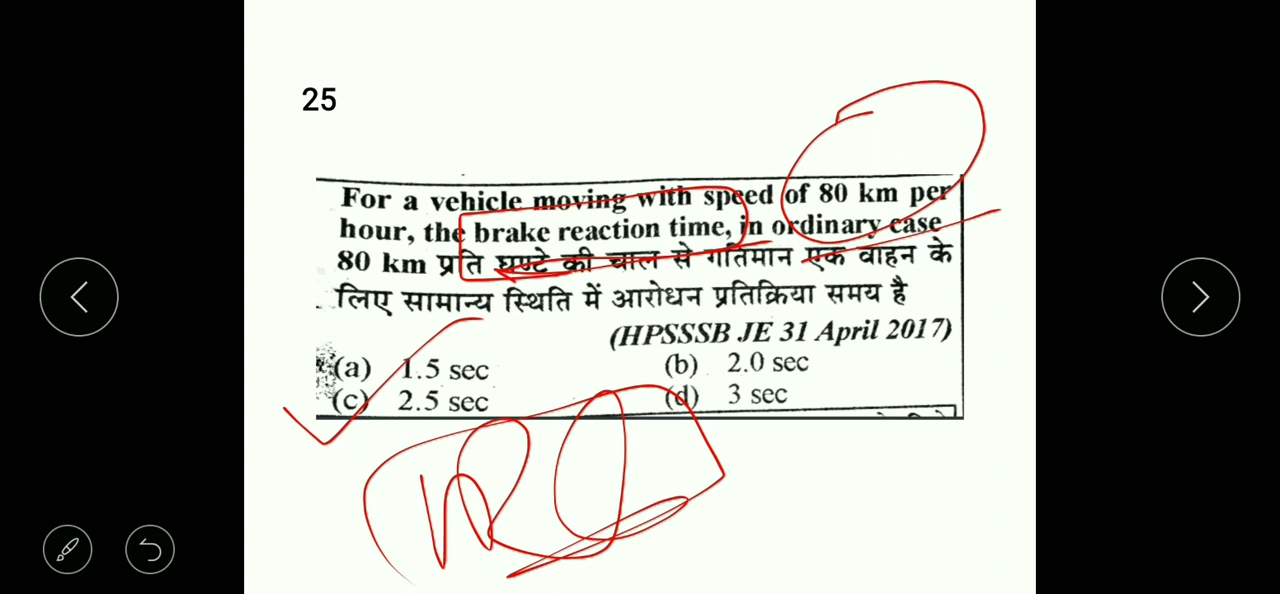 25
For a vehicle moving with speed of 80 km per
hour, the brake reaction time, in ordinary case
80 km प्रति घण्टे की चाल से गतिमान एक वाहन के
लिए सामान्य स्थिति में आरोधन प्रतिक्रिया समय है
(HPSSSB JE 31 April 2017)
(a) 1.5 sec (b) 2.0 sec
(c) 2.5 sec (d) 3 sec